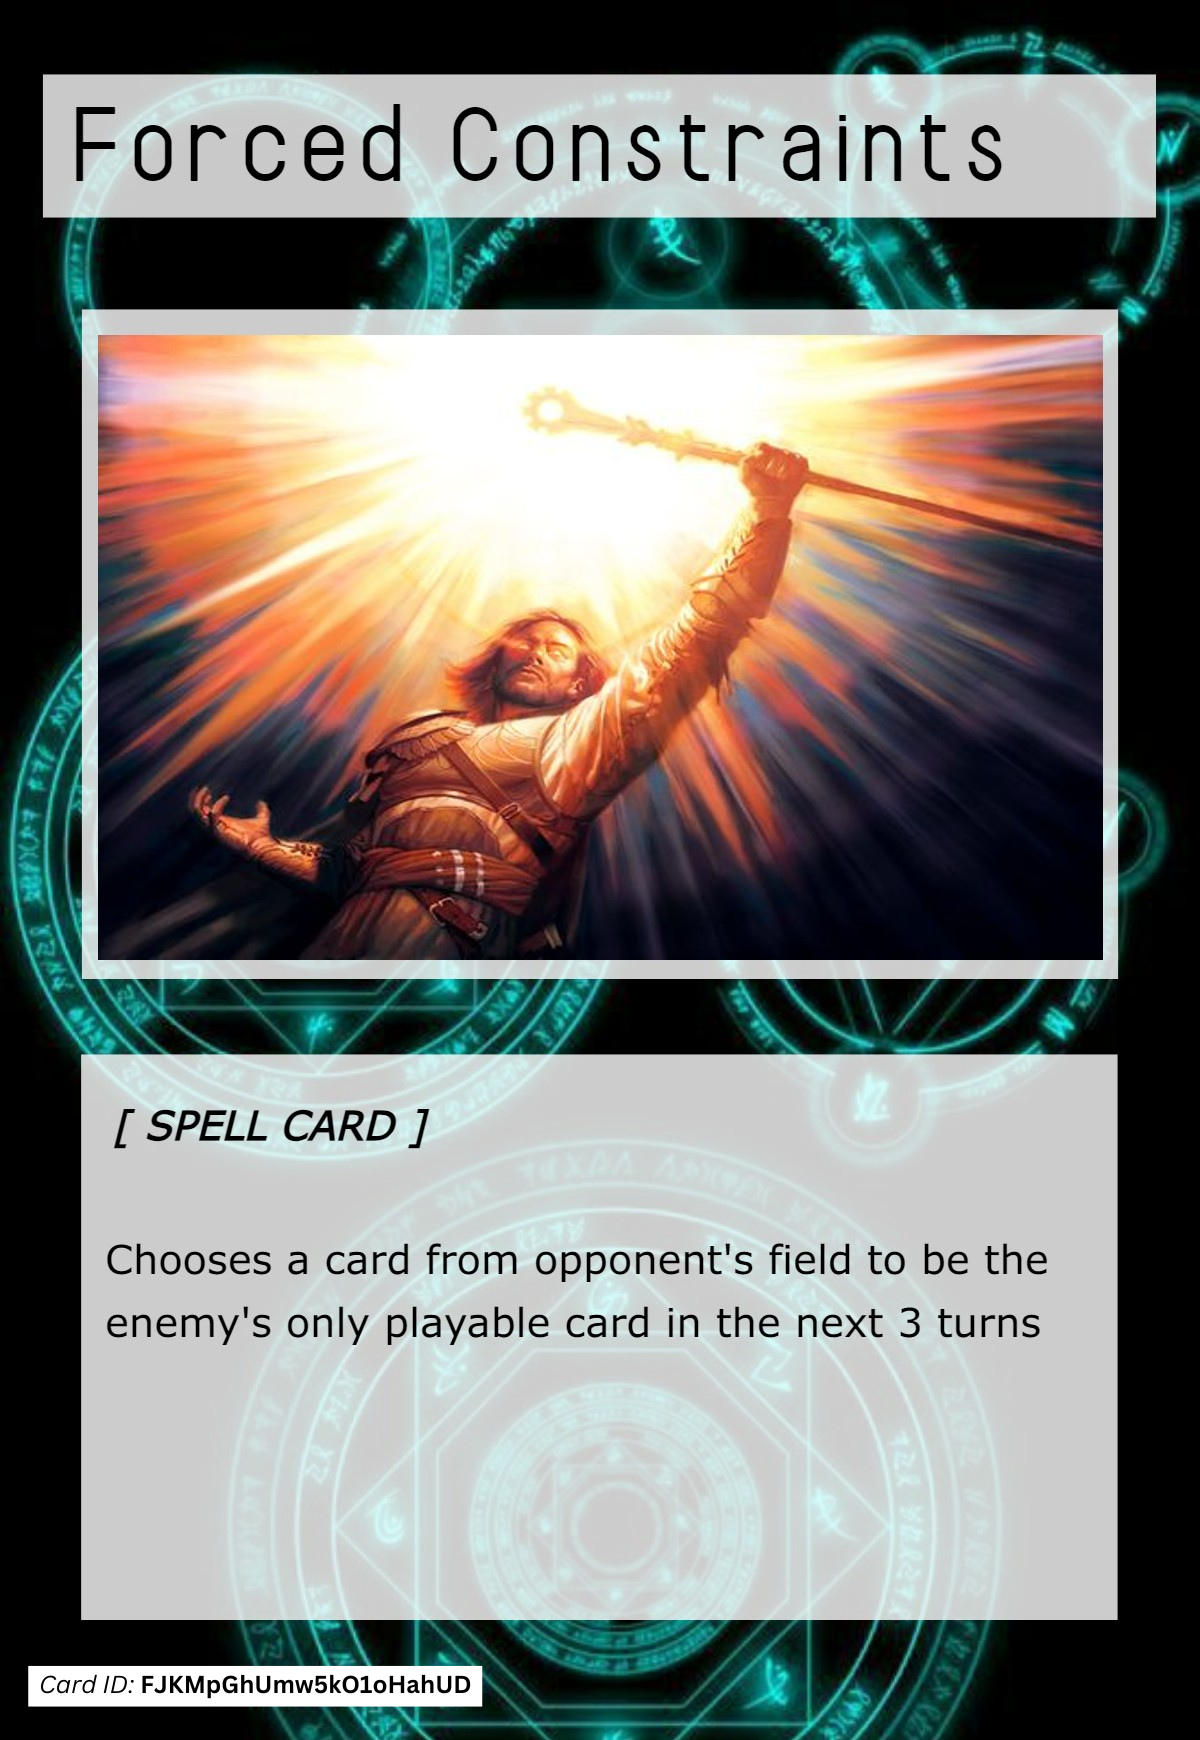 Forced Constraints
[ SPELL CARD ]
Chooses a card from opponent's field to be the
enemy's only playable card in the next 3 turns
Card ID: FJKMpGhUmw5kO1oHahUD